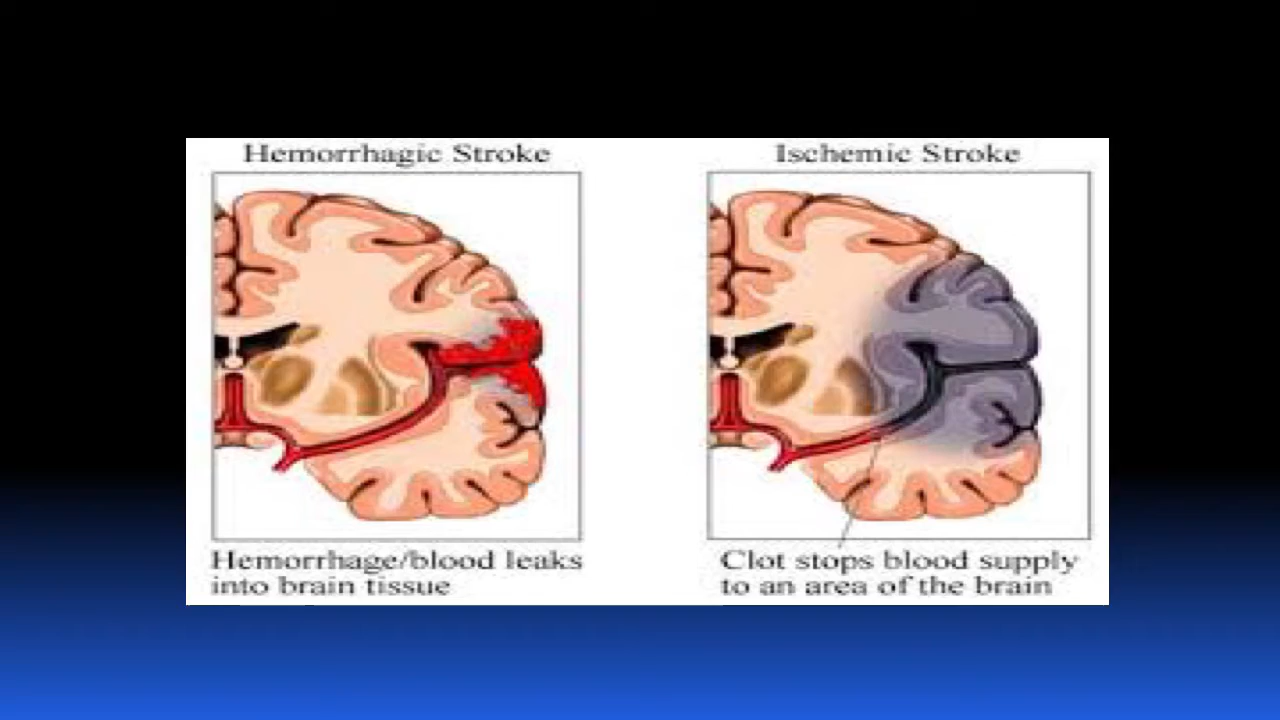 Hemorrhagic Stroke
Hemorrhage/blood leaks
into brain tissue
Ischemic Stroke
Clot stops blood supply
to an area of the brain